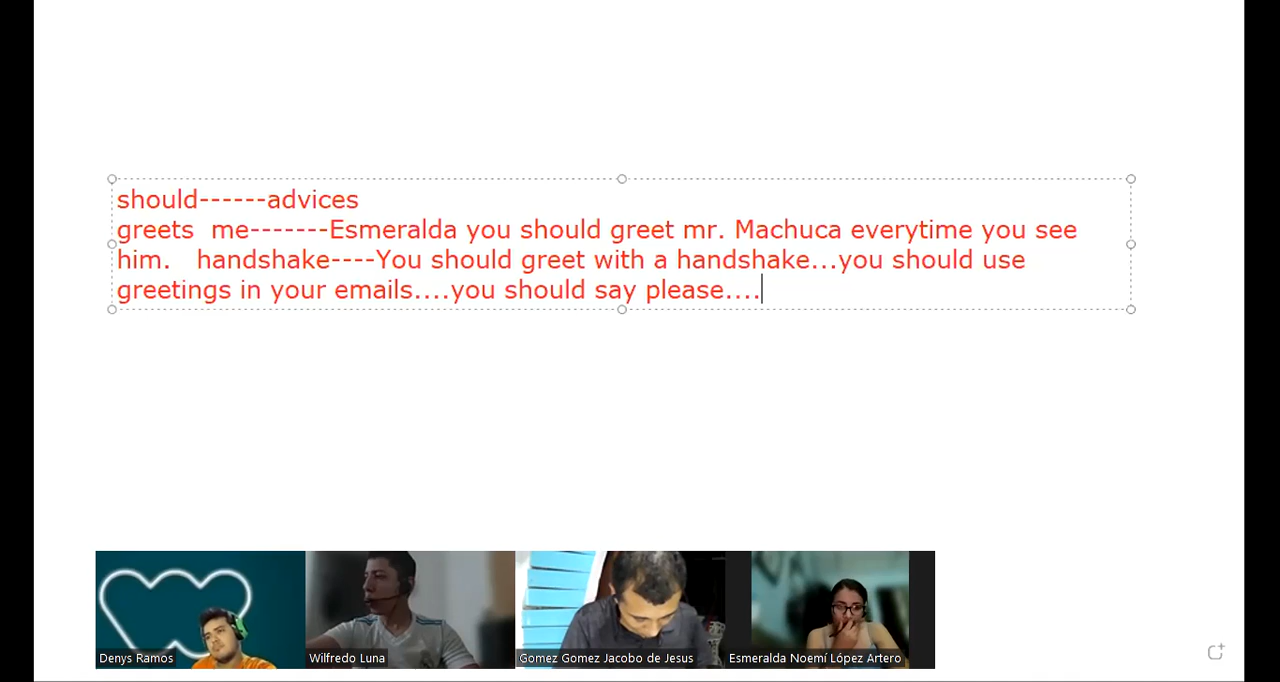 should------advices
greets  me-------Esmeralda you should greet mr. Machuca everytime you see
him.   handshake----You should greet with a handshake...you should use
greetings in your emails....you should say please....
Denys Ramos
Wilfredo Luna
Gomez Gomez Jacobo de Jesus
Esmeralda Noemí López Artero